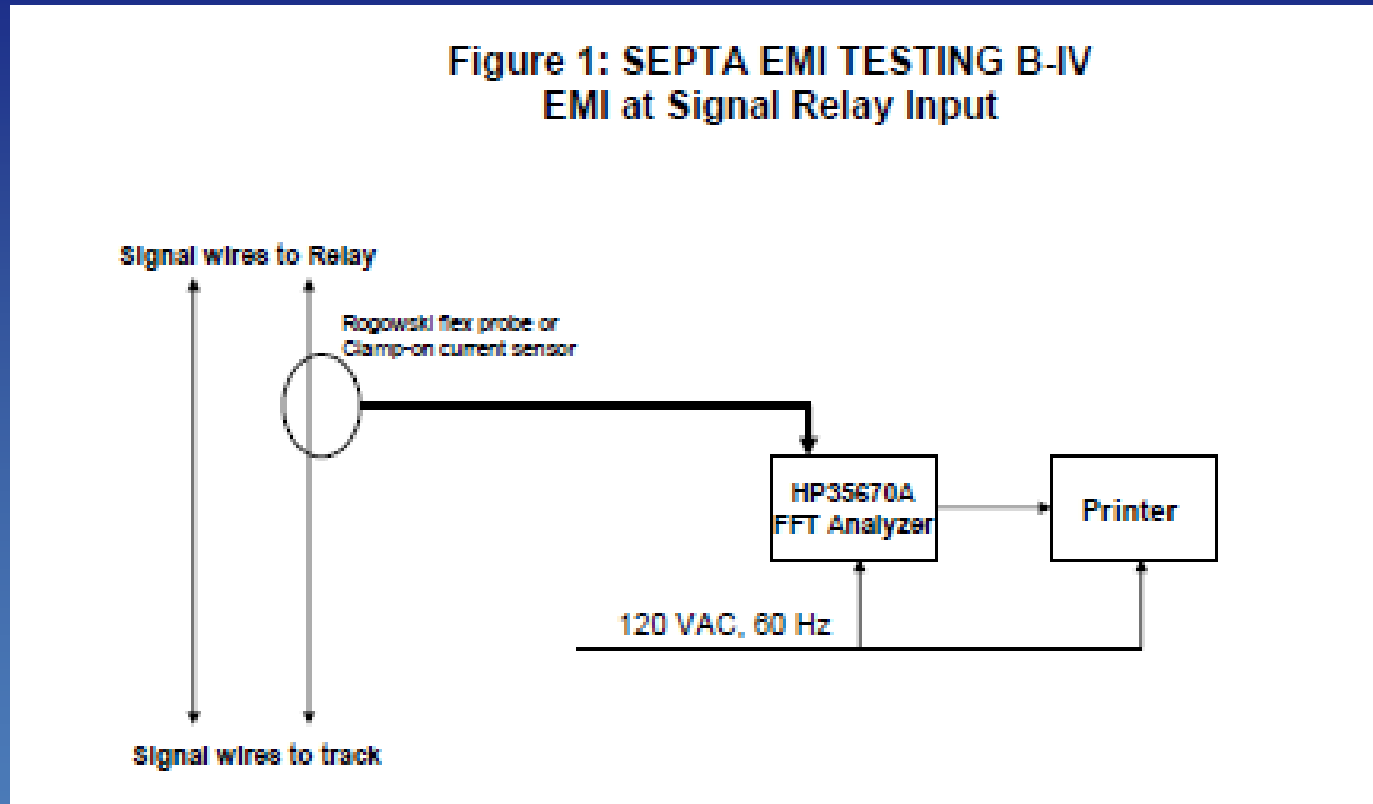 Figure 1: SEPTA EMI TESTING B-IV
EMI at Signal Relay Input
Signal wires to Relay
Rogowski flex probe or
Clamp-on current sensor
HP35670A
FFT Analyzer
Printer
120 VAC, 60 Hz
Signal wires to track